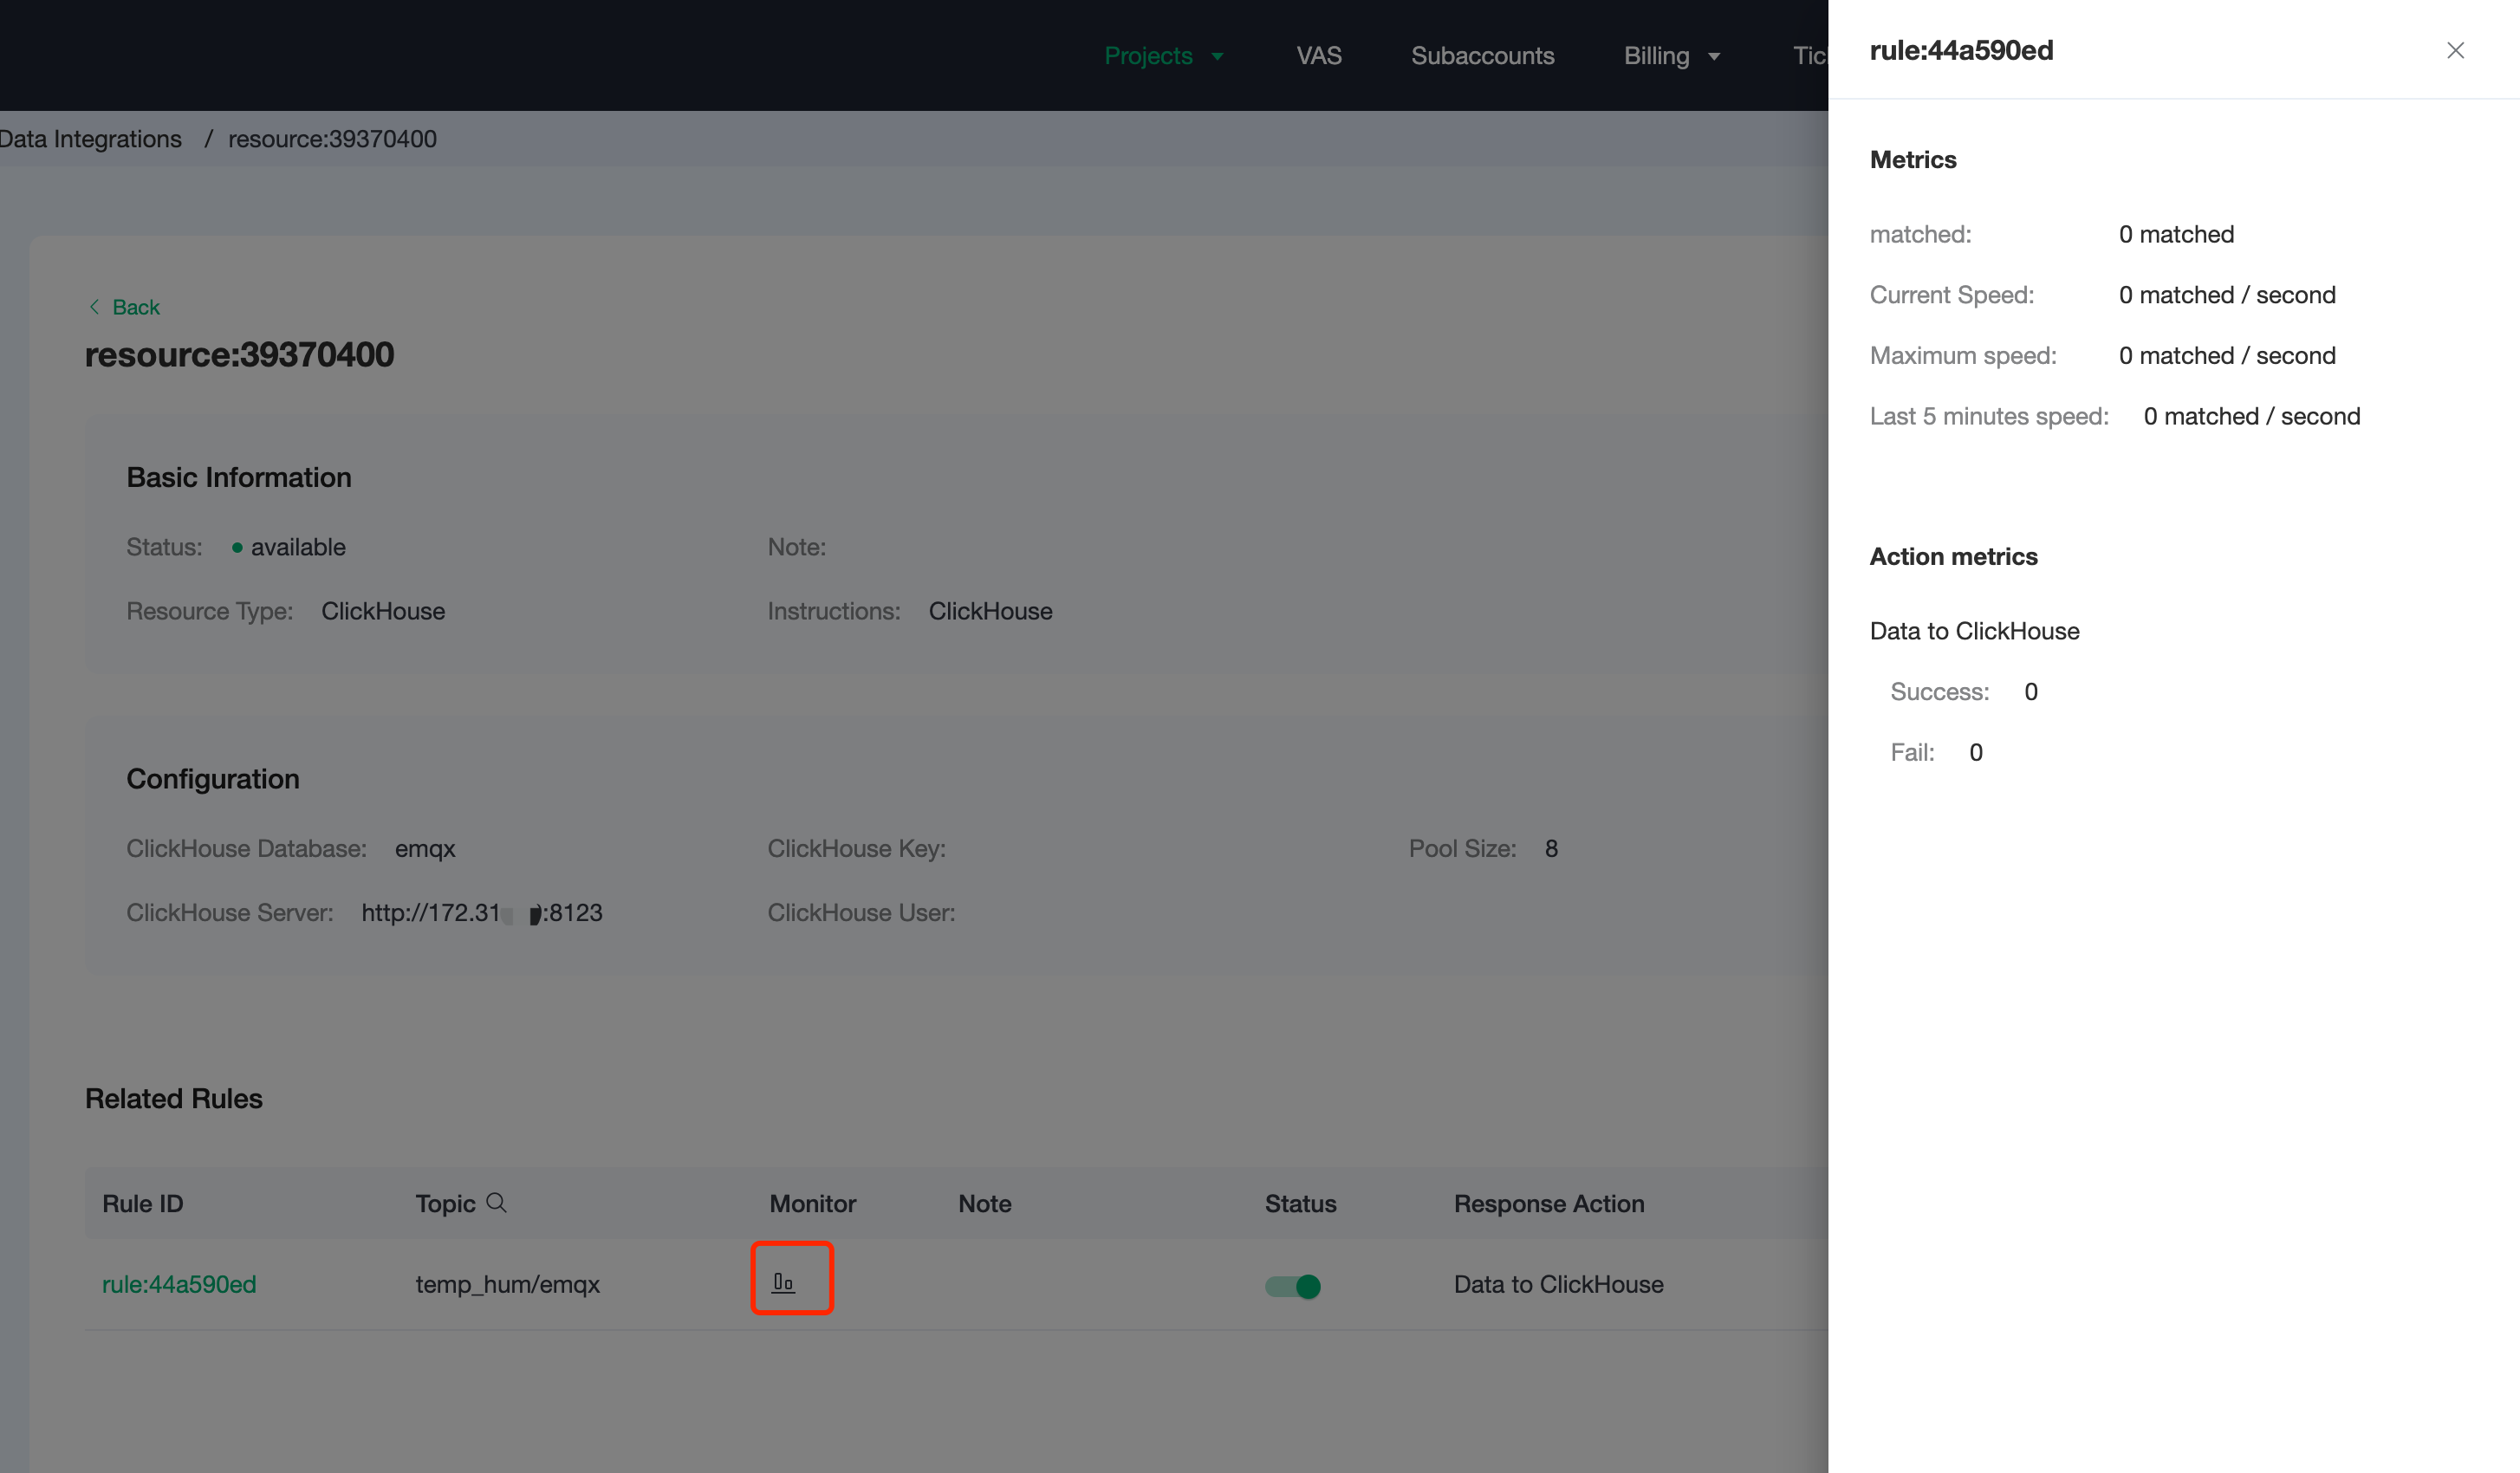 Projects VAS Subaccounts Billing
Data Integrations / resource:39370400
Back
resource:39370400
Basic Information
Status: available Note:
Resource Type: ClickHouse Instructions: ClickHouse
Configuration
ClickHouse Database: emqx ClickHouse Key: Pool Size: 8
ClickHouse Server: http://172.31 :8123 ClickHouse User:
Related Rules
Rule ID Topic Monitor Note Status Response Action
rule:44a590ed temp_hum/emqx Data to ClickHouse
rule:44a590ed
Metrics
matched: 0 matched
Current Speed: 0 matched / second
Maximum speed: 0 matched / second
Last 5 minutes speed: 0 matched / second
Action metrics
Data to ClickHouse
Success: 0
Fail: 0